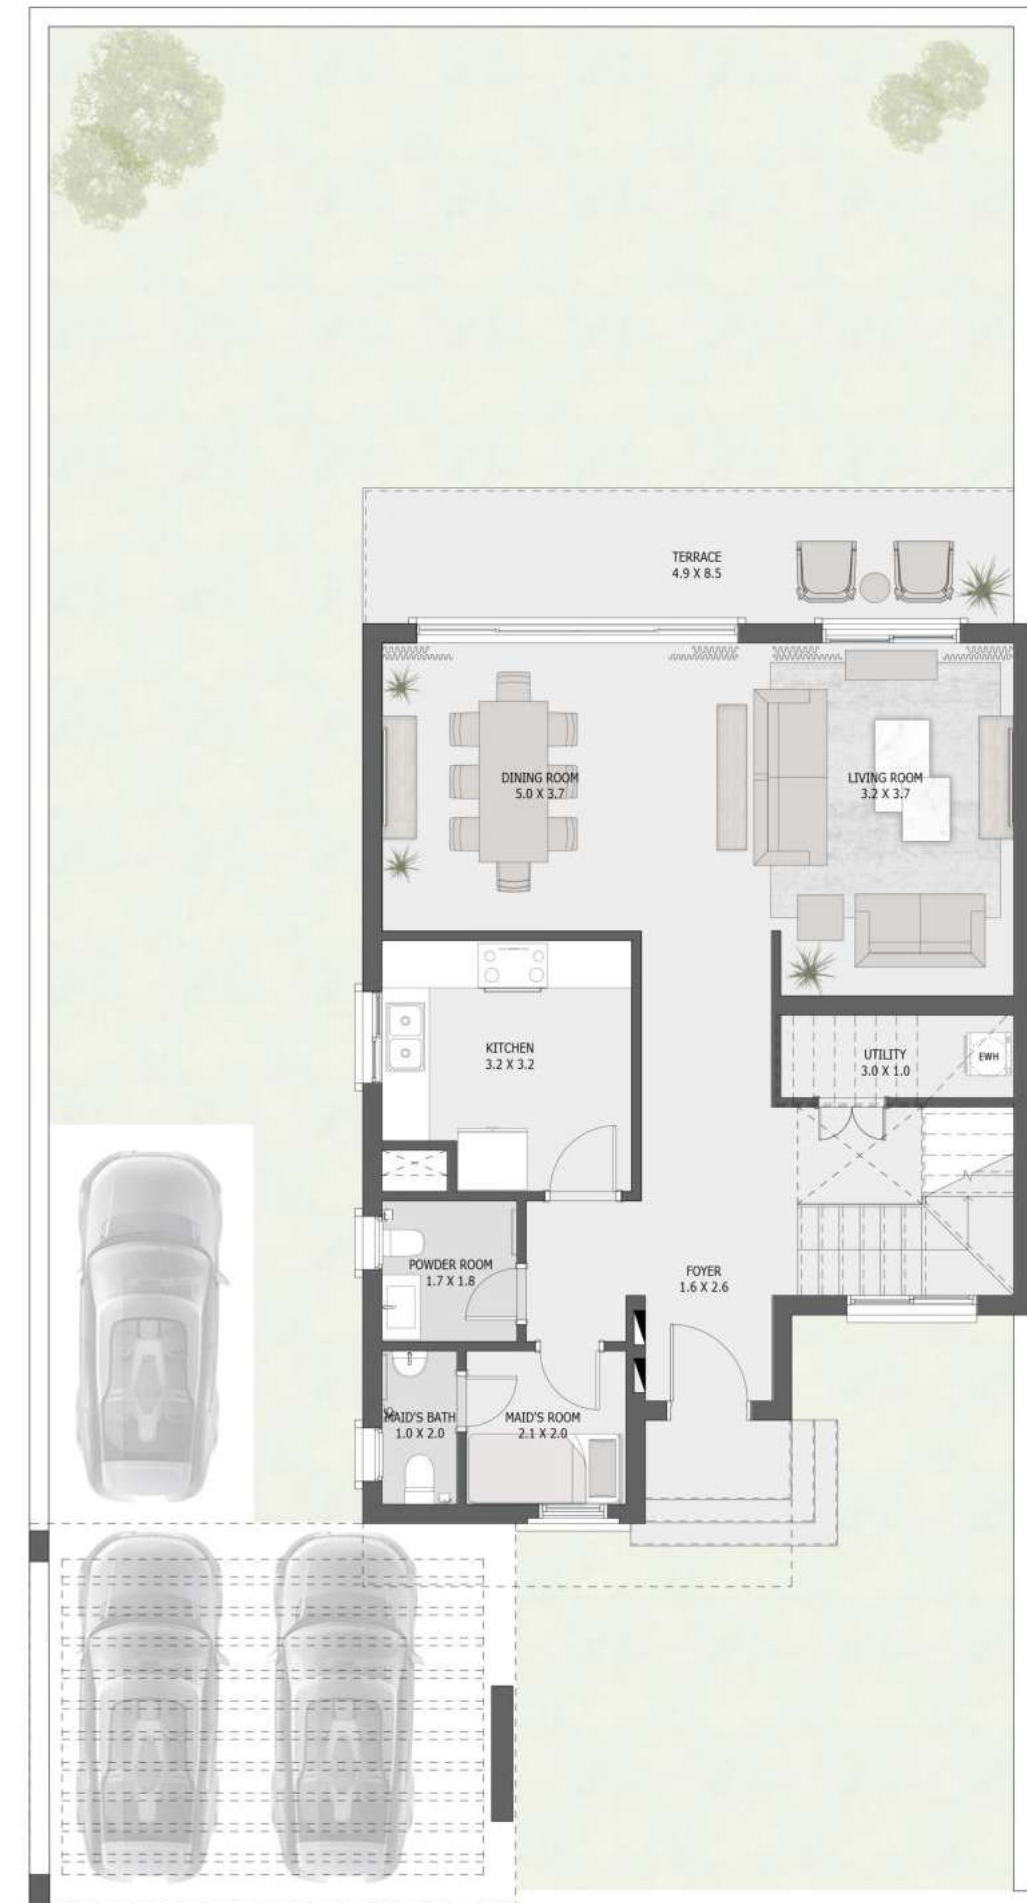 TERRACE
4.9 X 8.5
DINING ROOM
5.0 X 3.7
LIVING ROOM
3.2 X 3.7
KITCHEN
3.2 X 3.2
UTILITY
3.0 X 1.0
EWH
POWDER ROOM
1.7 X 1.8
FOYER
1.6 X 2.6
MAID'S BATH
1.0 X 2.0
MAID'S ROOM
2.1 X 2.0